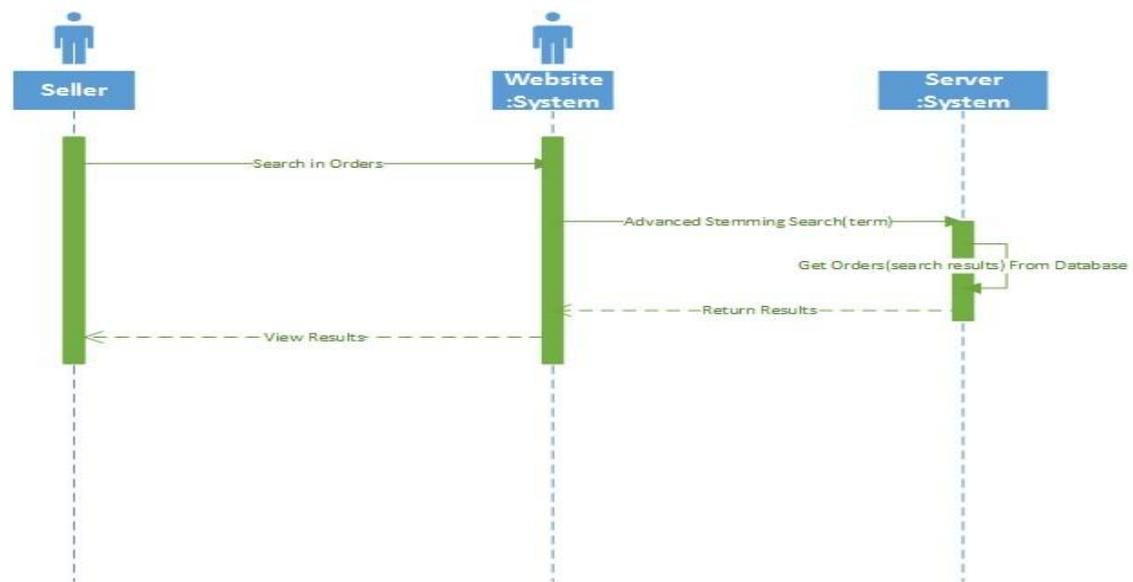 Seller
Website
:System
Server
:System
Search in Orders
Advanced Stemming Search(term)
Get Orders(search results) From Database
Return Results
View Results